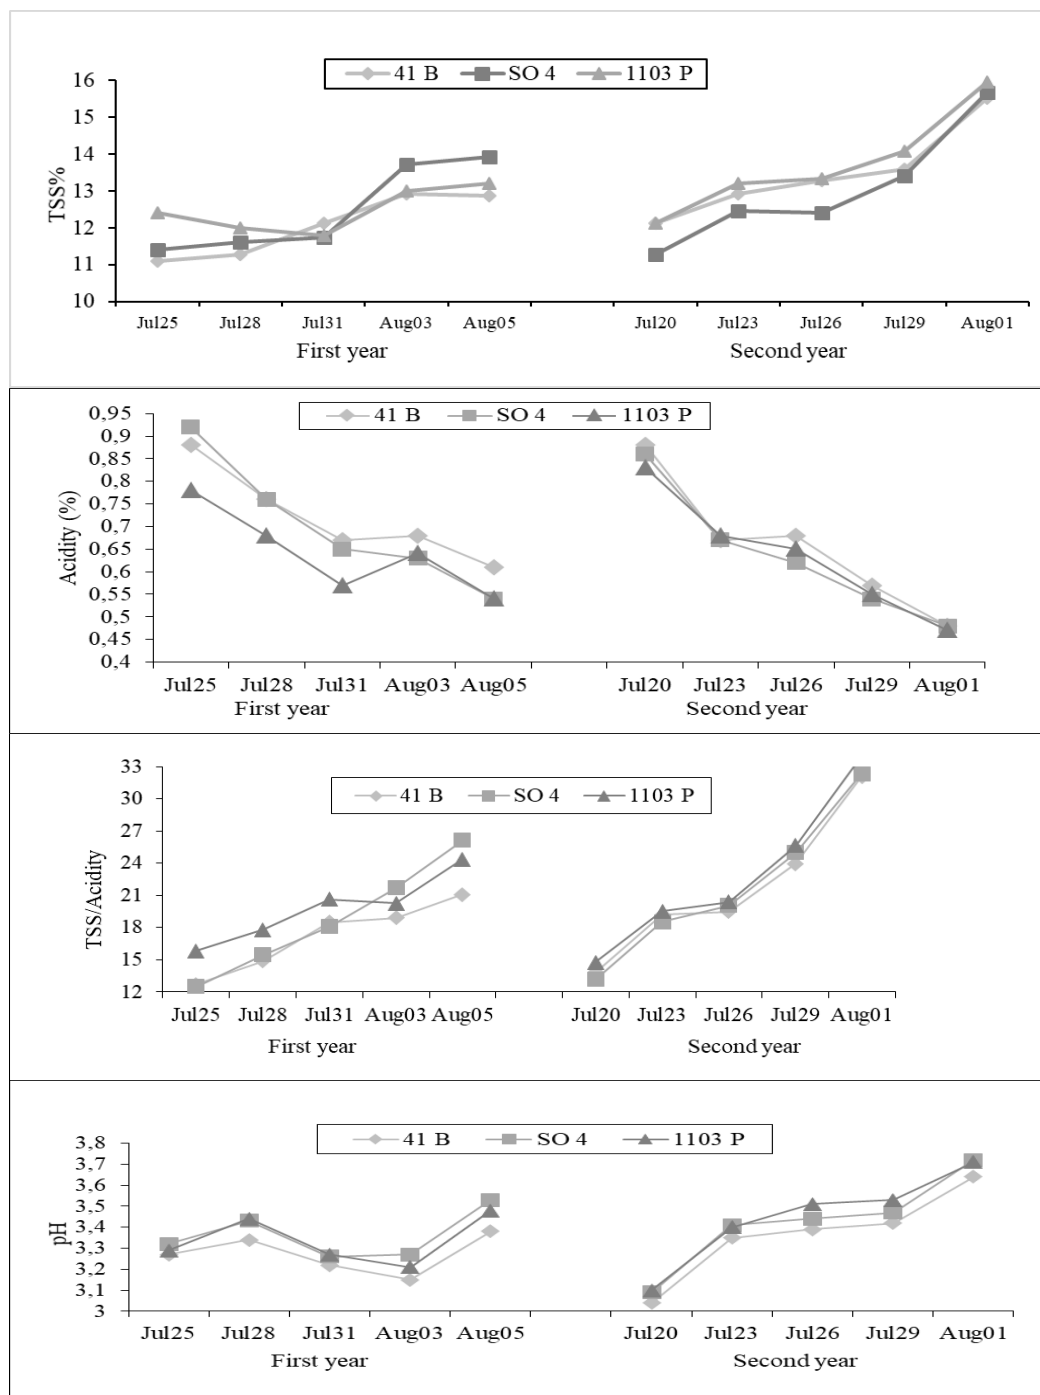 41 B SO 4 1103 P
TSS%
16
15
14
13
12
11
10
Jul25 Jul28 Jul31 Aug03 Aug05 Jul20 Jul23 Jul26 Jul29 Aug01
First year Second year
41 B SO 4 1103 P
Acidity (%)
0,95
0,9
0,85
0,8
0,75
0,7
0,65
0,6
0,55
0,5
0,45
0,4
Jul25 Jul28 Jul31 Aug03 Aug05 Jul20 Jul23 Jul26 Jul29 Aug01
First year Second year
41 B SO 4 1103 P
TSS/Acidity
33
30
27
24
21
18
15
12
Jul25 Jul28 Jul31 Aug03 Aug05 Jul20 Jul23 Jul26 Jul29 Aug01
First year Second year
41 B SO 4 1103 P
pH
3,8
3,7
3,6
3,5
3,4
3,3
3,2
3,1
3
Jul25 Jul28 Jul31 Aug03 Aug05 Jul20 Jul23 Jul26 Jul29 Aug01
First year Second year